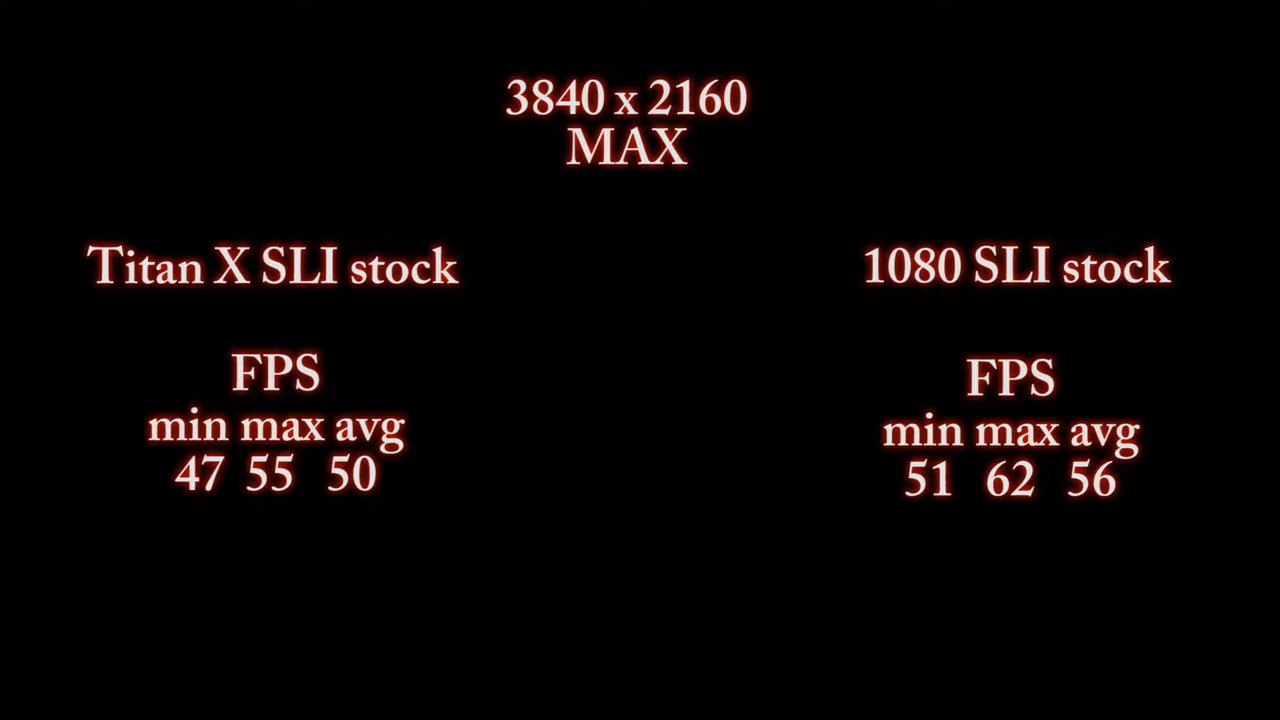 3840 x 2160
MAX
Titan X SLI stock
FPS
min max avg
47 55 50
1080 SLI stock
FPS
min max avg
51 62 56